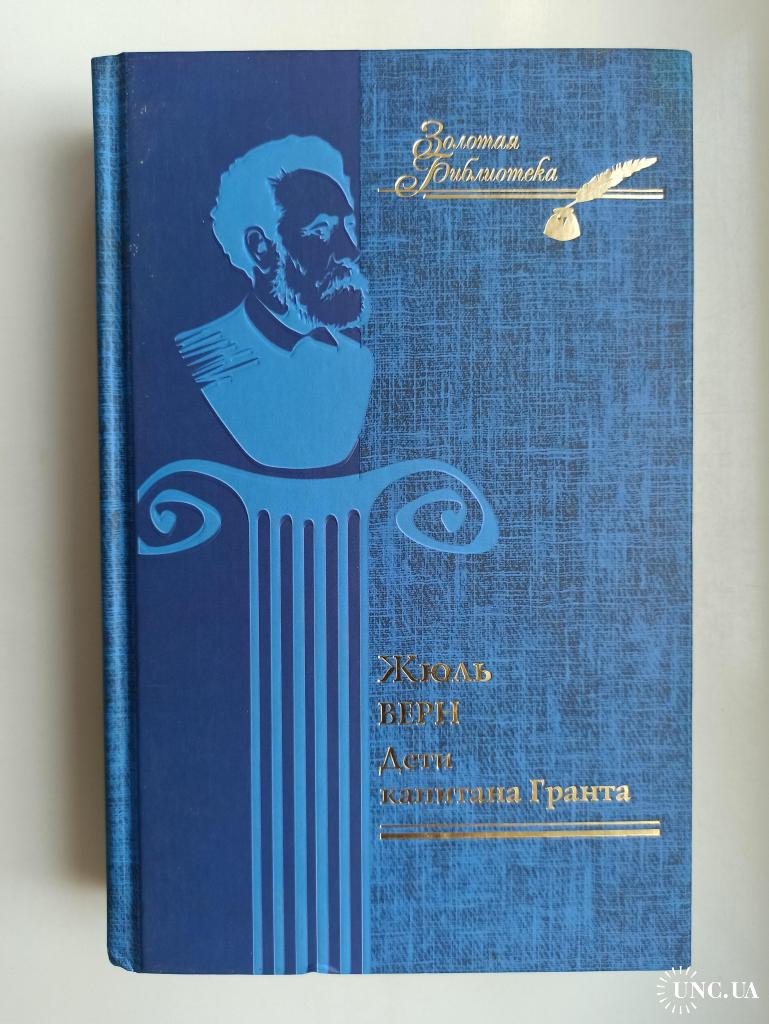 Золотая
Библиотека
Жюль
ВЕРН
Дети
капитана Гранта
UNC.UA